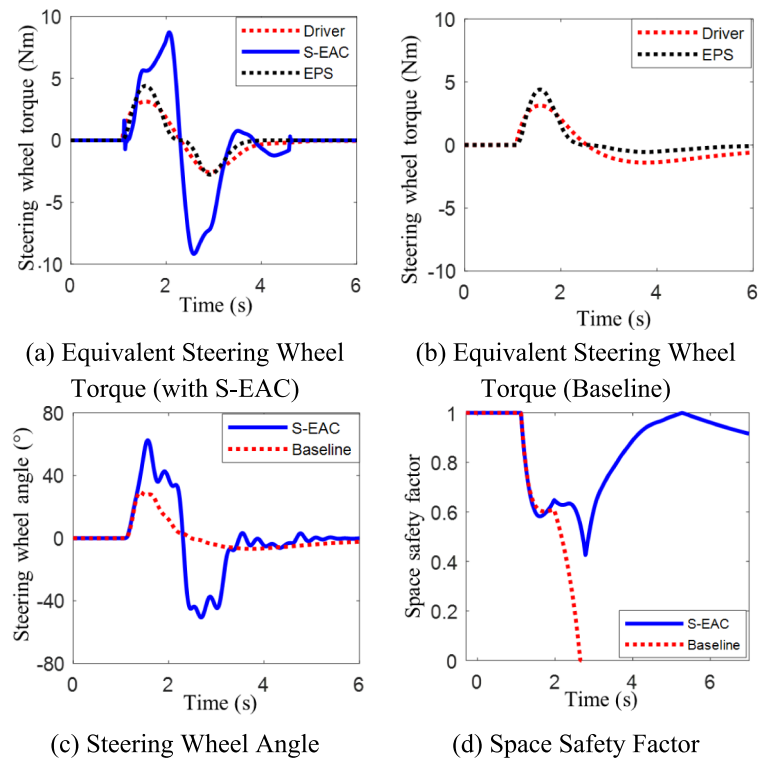 Steering wheel torque (Nm)
10
5
0
-5
10
0
2
4
6
Time (s)
Driver
S-EAC
EPS
(a) Equivalent Steering Wheel
Torque (with S-EAC)
Steering wheel torque (Nm)
10
5
0
-5
-10
0
2
4
6
Time (s)
Driver
EPS
(b) Equivalent Steering Wheel
Torque (Baseline)
Steering wheel angle (°)
80
40
0
-40
-80
0
2
4
6
Time (s)
S-EAC
Baseline
(c) Steering Wheel Angle
Space safety factor
1
0.8
0.6
0.4
0.2
0
0
2
4
6
Time (s)
S-EAC
Baseline
(d) Space Safety Factor